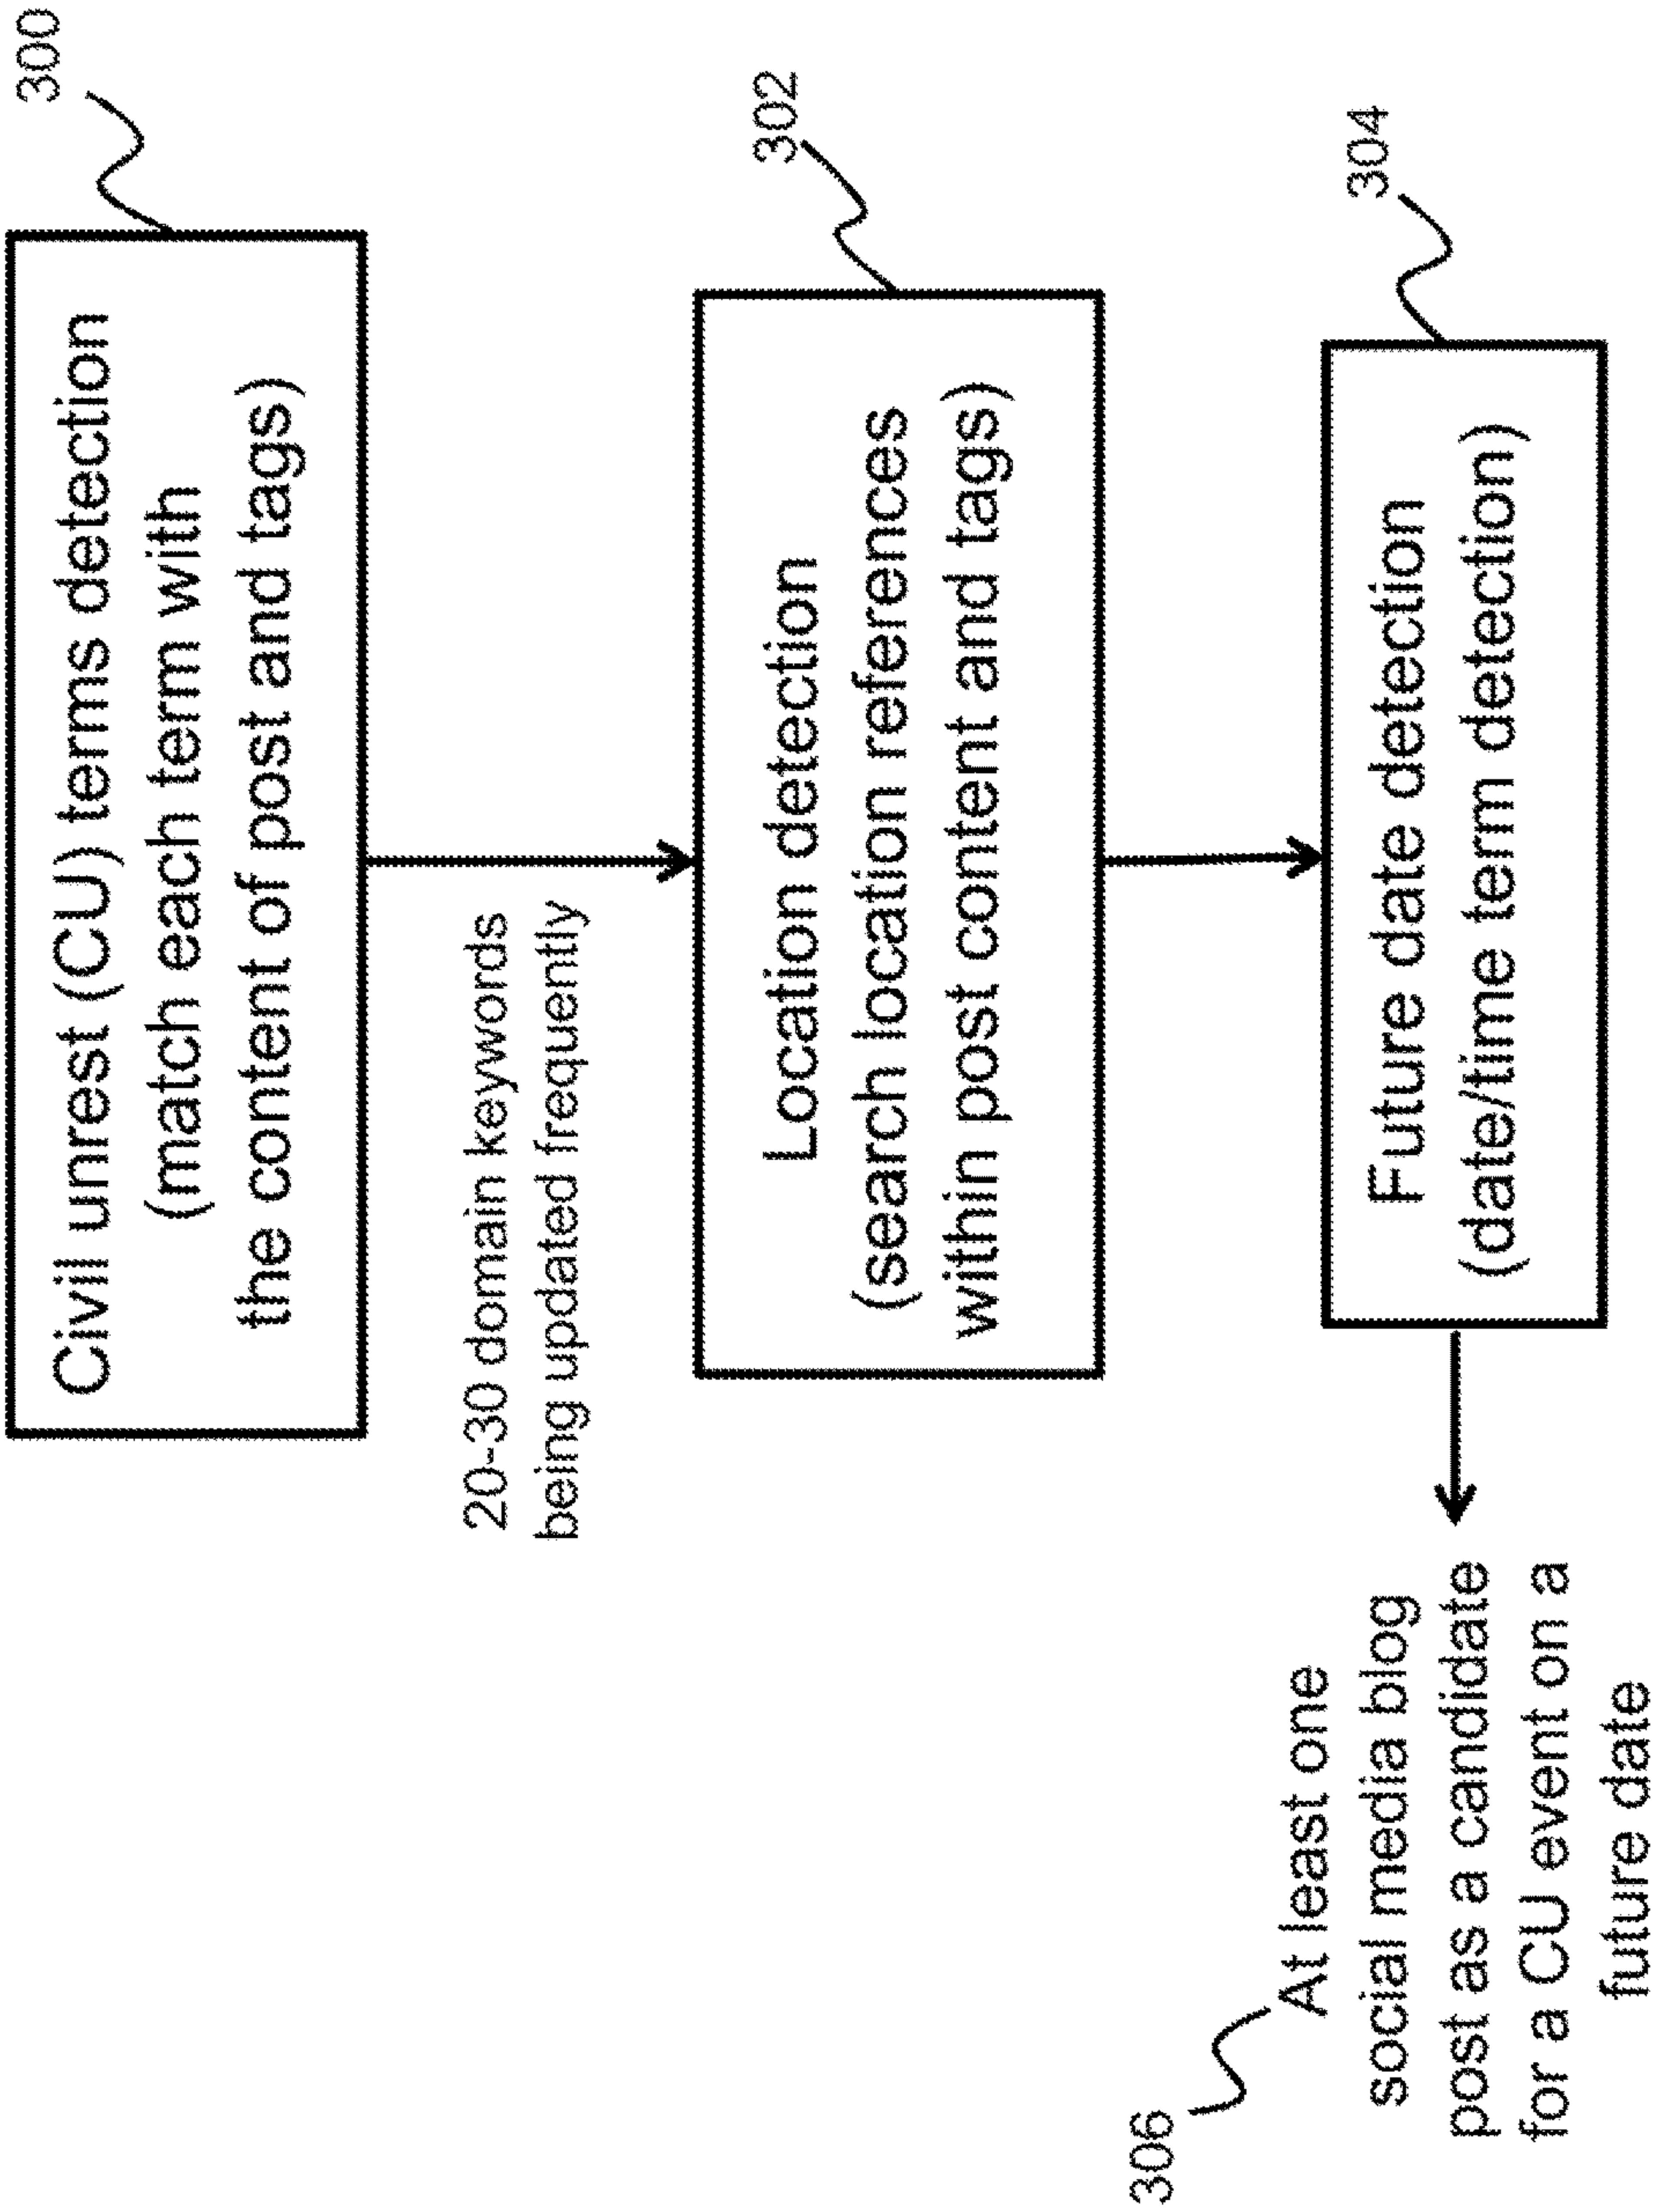 300
Civil unrest (CU) terms detection
(match each term with
the content of post and tags)
20-30 domain keywords
being updated frequently
302
Location detection
(search location references
within post content and tags)
304
Future date detection
(date/time term detection)
306
At least one
social media blog
post as a candidate
for a CU event on a
future date